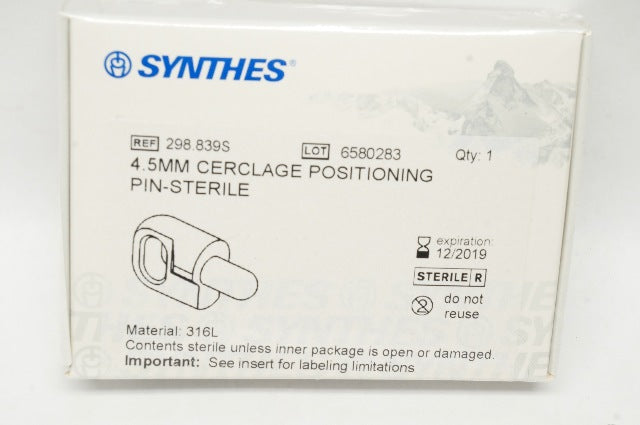 SYNTHES®
REF 298.839S LOT 6580283 Qty: 1
4.5MM CERCLAGE POSITIONING
PIN-STERILE
expiration:
12/2019
STERILE R
do not
reuse
Material: 316L
Contents sterile unless inner package is open or damaged.
Important: See insert for labeling limitations